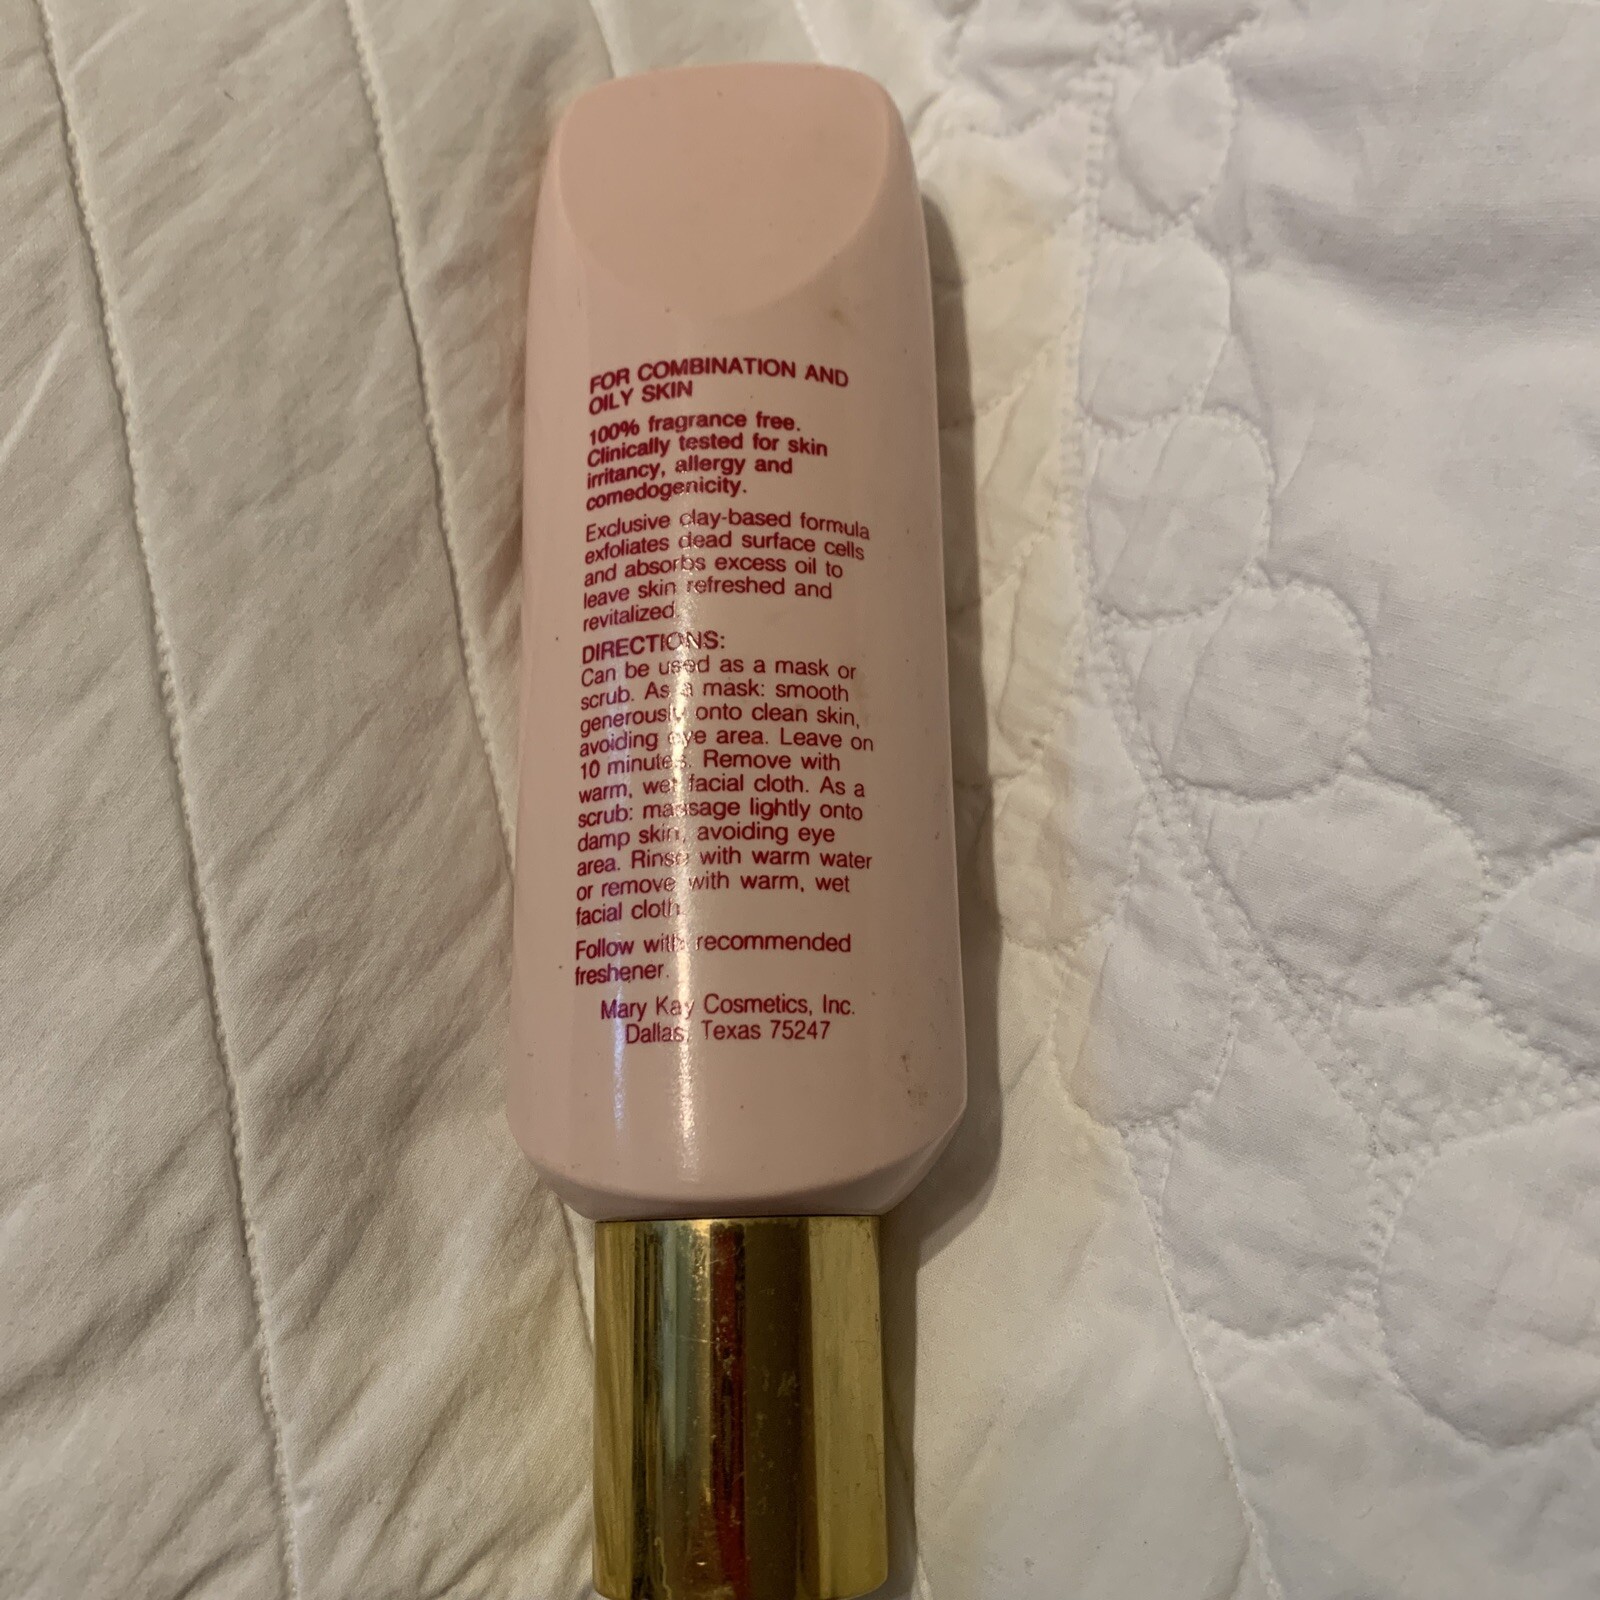 FOR COMBINATION AND
OILY SKIN
100% fragrance free.
Clinically tested for skin
irritancy, allergy and
comedogenicity.
Exclusive clay-based formula
exfoliates dead surface cells
and absorbs excess oil to
leave skin refreshed and
revitalized.
DIRECTIONS:
Can be used as a mask or
scrub. As a mask: smooth
generously onto clean skin,
avoiding eye area. Leave on
10 minutes. Remove with
warm, wet facial cloth. As a
scrub: massage lightly onto
damp skin, avoiding eye
area. Rinse with warm water
or remove with warm, wet
facial cloth.
Follow with recommended
freshener.
Mary Kay Cosmetics, Inc.
Dallas, Texas 75247